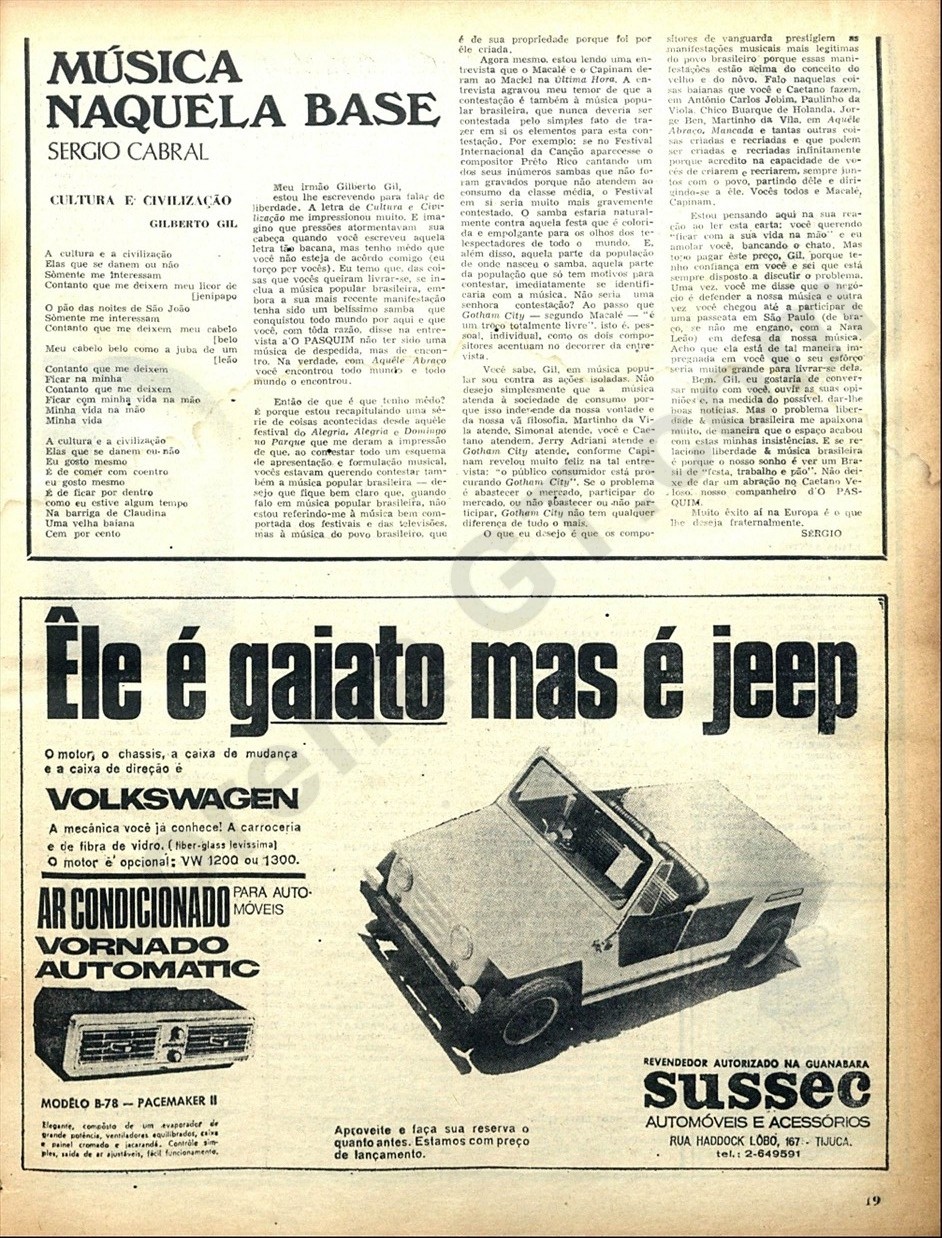 MÚSICA
NAQUELA BASE
SERGIO CABRAL
CULTURA E CIVILIZAÇÃO
GILBERTO GIL
A cultura e a civilização
Elas que se danem ou não
Sòmente me interessam
Contanto que me deixem meu licor de
[jenipapo
O pão das noites de São João
Sòmente me interessam
Contanto que me deixem meu cabelo
[belo
Meu cabelo belo como a juba de um
[leão
Contanto que me deixem
Ficar na minha
Contanto que me deixem
Ficar com minha vida na mão
Minha vida na mão
Minha vida
A cultura e a civilização
Elas que se danem ou não
Eu gosto mesmo
É de comer com coentro
eu gosto mesmo
É de ficar por dentro
como eu estive algum tempo
Na barriga de Claudina
Uma velha baiana
Cem por cento
Meu irmão Gilberto Gil,
estou lhe escrevendo para falar de
liberdade. A letra de Cultura e Civi-
lização me impressionou muito. E ima-
gino que pressões atormentavam sua
cabeça quando você escreveu aquela
letra tão bacana, mas tenho médo que
você não esteja de acôrdo comigo (eu
torço por vocês). Eu temo que, das coi-
sas que vocês queiram livrar-se, se in-
clua a música popular brasileira, em-
bora a sua mais recente manifestação
tenha sido um belíssimo samba que
conquistou todo mundo por aqui e que
você, com tôda razão, disse na entre-
vista a'O PASQUIM não ter sido uma
música de despedida, mas de encon-
tro. Na verdade, com Aquêle Abraço
você encontrou todo mundo e todo
mundo o encontrou.
Então de que é que tenho mêdo?
É porque estou recapitulando uma sé-
rie de coisas acontecidas desde aquêle
festival do Alegria, Alegria e Domingo
no Parque que me deram a impressão
de que, ao contestar todo um esquema
de apresentação e formulação musical,
vocês estavam querendo contestar tam-
bém a música popular brasileira — de-
sejo que fique bem claro que, quando
falo em música popular brasileira, não
estou referindo-me à música bem com-
portada dos festivais e das televisões,
mas à música do povo brasileiro, que
é de sua propriedade porque foi por
êle criada.
Agora mesmo, estou lendo uma en-
trevista que o Macalé e o Capinam de-
ram ao Maciel na Última Hora. A en-
trevista agravou meu temor de que a
contestação é também à música popu-
lar brasileira, que nunca deveria ser
contestada pelo simples fato de tra-
zer em si os elementos para esta con-
testação. Por exemplo: se no Festival
Internacional da Canção aparecesse o
compositor Prêto Rico cantando um
dos seus inúmeros sambas que não fo-
ram gravados porque não atendem ao
consumo da classe média, o Festival
em si seria muito mais gravemente
contestado. O samba estaria natural-
mente contra aquela festa que é colori-
da e empolgante para os olhos dos te-
lespectadores de todo o mundo. E,
além disso, aquela parte da população
de onde nasceu o samba, aquela parte
da população que só tem motivos para
contestar, imediatamente se identifi-
caria com a música. Não seria uma
senhora contestação? Ao passo que
Gotham City — segundo Macalé — "é
um troço totalmente livre", isto é, pes-
soal, individual, como os dois compo-
sitores acentuam no decorrer da entre-
vista.
Você sabe, Gil, em música popu-
lar sou contra as ações isoladas. Não
desejo simplesmente que a música
atenda à sociedade de consumo por-
que isso independe da nossa vontade e
da nossa vã filosofia. Martinho da Vi-
la atende, Simonal atende, você e Cae-
tano atendem, Jerry Adriani atende e
Gotham City atende, conforme Capi-
nam revelou muito feliz na tal entre-
vista: "o público consumidor está pro-
curando Gotham City". Se o problema
é abastecer o mercado, participar do
mercado, ou não abastecer ou não par-
ticipar, Gotham City não tem qualquer
diferença de tudo o mais.
O que eu desejo é que os compo-
sitores de vanguarda prestigiem as
manifestações musicais mais legítimas
do povo brasileiro porque essas mani-
festações estão acima do conceito do
velho e do nôvo. Falo naquelas coi-
sas baianas que você e Caetano fazem,
em Antônio Carlos Jobim, Paulinho da
Viola, Chico Buarque de Holanda, Jor-
ge Ben, Martinho da Vila, em Aquêle
Abraço, Mancada e tantas outras coi-
sas criadas e recriadas e que podem
ser criadas e recriadas infinitamente
porque acredito na capacidade de vo-
cês de criarem e recriarem, sempre jun-
tos com o povo, partindo dêle e diri-
gindo-se a êle. Vocês todos e Macalé,
Capinam.
Estou pensando aqui na sua rea-
ção ao ler esta carta: você querendo
"ficar com a sua vida na mão" e eu
amolar você, bancando o chato. Mas
topo pagar êste preço, Gil, porque te-
nho confiança em você e sei que está
sempre disposto a discutir o problema.
Uma vez, você me disse que o negó-
cio é defender a nossa música e outra
vez você chegou até a participar de
uma passeata em São Paulo (de bra-
ço, se não me engano, com a Nara
Leão) em defesa da nossa música.
Acho que ela está de tal maneira im-
pregnada em você que o seu esfôrço
seria muito grande para livrar-se dela.
Bem, Gil, eu gostaria de conver-
sar muito com você, ouvir as suas opi-
niões e, na medida do possível, dar-lhe
boas notícias. Mas o problema liber-
dade & música brasileira me apaixona
muito, de maneira que o espaço acabou
com estas minhas insistências. E se re-
laciono liberdade & música brasileira
é porque o nosso sonho é ver um Bra-
sil de "festa, trabalho e pão". Não dei-
xe de dar um abração no Caetano Ve-
loso, nosso companheiro d'O PAS-
QUIM.
Muito êxito aí na Europa é o que
lhe deseja fraternalmente.
SÉRGIO
Êle é gaiato mas é jeep
O motor, o chassis, a caixa de mudança
e a caixa de direção é
VOLKSWAGEN
A mecânica você já conhece! A carroceria
e de fibra de vidro. (fiber-glass levíssima)
O motor é opcional: VW 1200 ou 1300.
AR CONDICIONADO PARA AUTO-
MÓVEIS
VORNADO
AUTOMATIC
MODÊLO B-78 — PACEMAKER II
Elegante, compôsto de um evaporador de
grande potência, ventiladores equilibrados, caixa
e painel cromado e jacarandá. Contrôle sim-
ples, saída de ar ajustáveis, fácil funcionamento.
Aproveite e faça sua reserva o
quanto antes. Estamos com preço
de lançamento.
REVENDEDOR AUTORIZADO NA GUANABARA
sussec
AUTOMÓVEIS E ACESSÓRIOS
RUA HADDOCK LÔBO, 167 - TIJUCA.
tel.: 2-649591
19